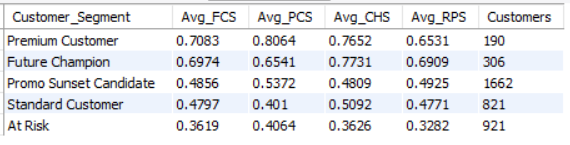 Customer_Segment Avg_FCS Avg_PCS Avg_CHS Avg_RPS Customers
Premium Customer 0.7083 0.8064 0.7652 0.6531 190
Future Champion 0.6974 0.6541 0.7731 0.6909 306
Promo Sunset Candidate 0.4856 0.5372 0.4809 0.4925 1662
Standard Customer 0.4797 0.401 0.5092 0.4771 821
At Risk 0.3619 0.4064 0.3626 0.3282 921